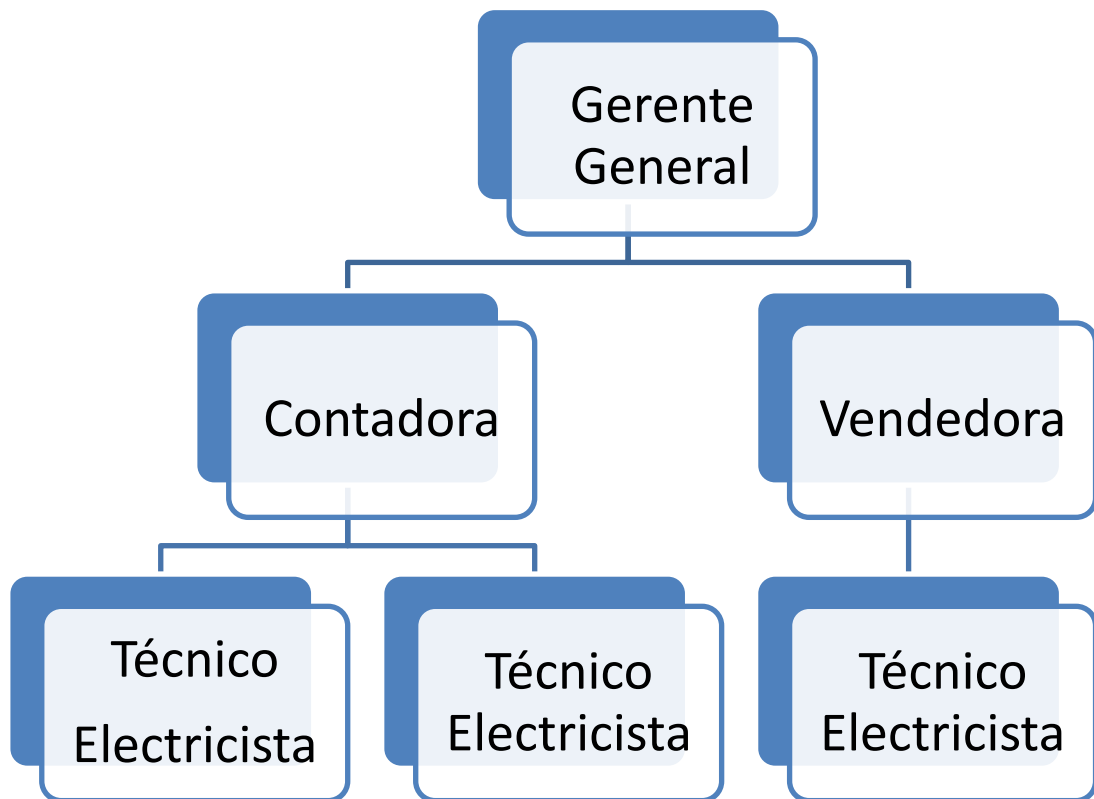 Gerente
General
Contadora
Vendedora
Técnico
Electricista
Técnico
Electricista
Técnico
Electricista